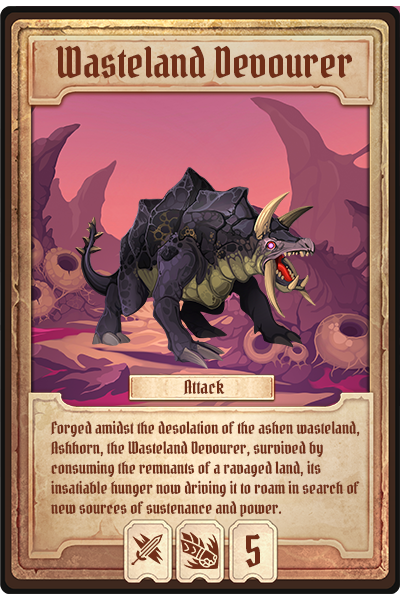 Wasteland Devourer
Attack
Forged amidst the desolation of the ashen wasteland,
Ashhorn, the Wasteland Devourer, survived by
consuming the remnants of a ravaged land, its
insatiable hunger now driving it to roam in search of
new sources of sustenance and power.
5